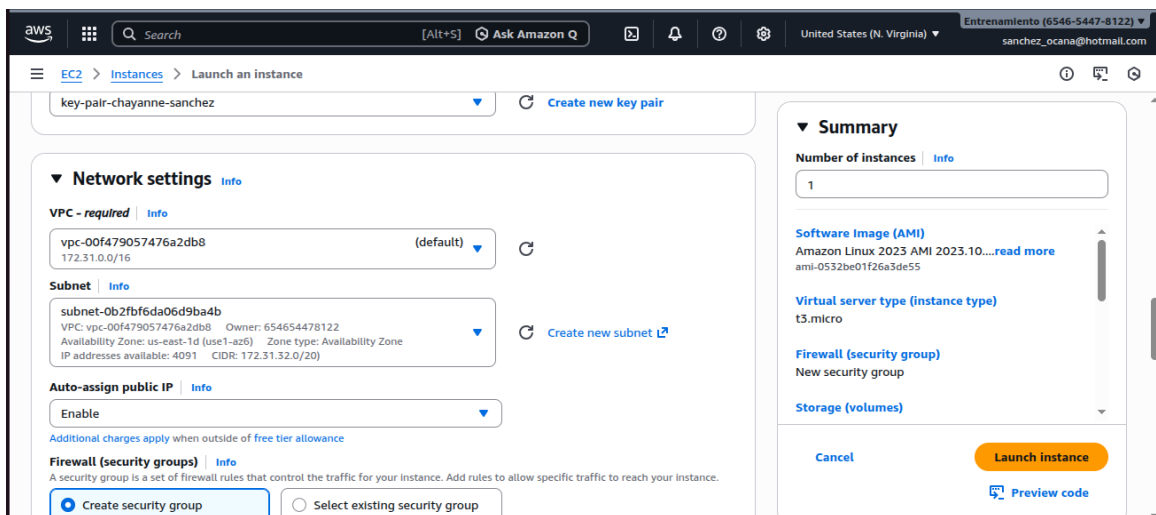 aws
Search [Alt+S] Ask Amazon Q United States (N. Virginia) ▼ Entrenamiento (6546-5447-8122) ▼
sanchez_ocana@hotmail.com
EC2 > Instances > Launch an instance
key-pair-chayanne-sanchez
Create new key pair
▼ Network settings Info
VPC – required | Info
vpc-00f479057476a2db8 (default)
172.31.0.0/16
Subnet | Info
subnet-0b2fbf6da06d9ba4b
VPC: vpc-00f479057476a2db8 Owner: 654654478122
Availability Zone: us-east-1d (use1-az6) Zone type: Availability Zone
IP addresses available: 4091 CIDR: 172.31.32.0/20)
Create new subnet
Auto-assign public IP | Info
Enable
Additional charges apply when outside of free tier allowance
Firewall (security groups) | Info
A security group is a set of firewall rules that control the traffic for your instance. Add rules to allow specific traffic to reach your instance.
Create security group
Select existing security group
▼ Summary
Number of instances | Info
1
Software Image (AMI)
Amazon Linux 2023 AMI 2023.10....read more
ami-0532be01f26a3de55
Virtual server type (instance type)
t3.micro
Firewall (security group)
New security group
Storage (volumes)
Cancel
Launch instance
Preview code